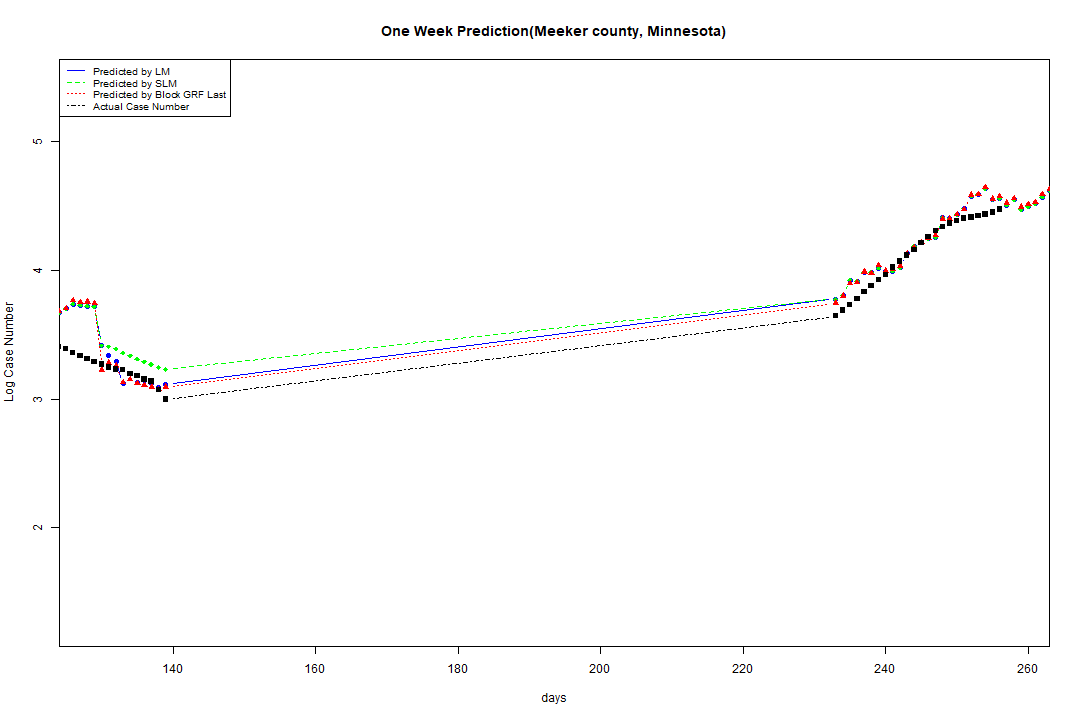 One Week Prediction(Meeker county, Minnesota)
Predicted by LM
Predicted by SLM
Predicted by Block GRF Last
Actual Case Number
5
4
3
2
Log Case Number
140 160 180 200 220 240 260
days